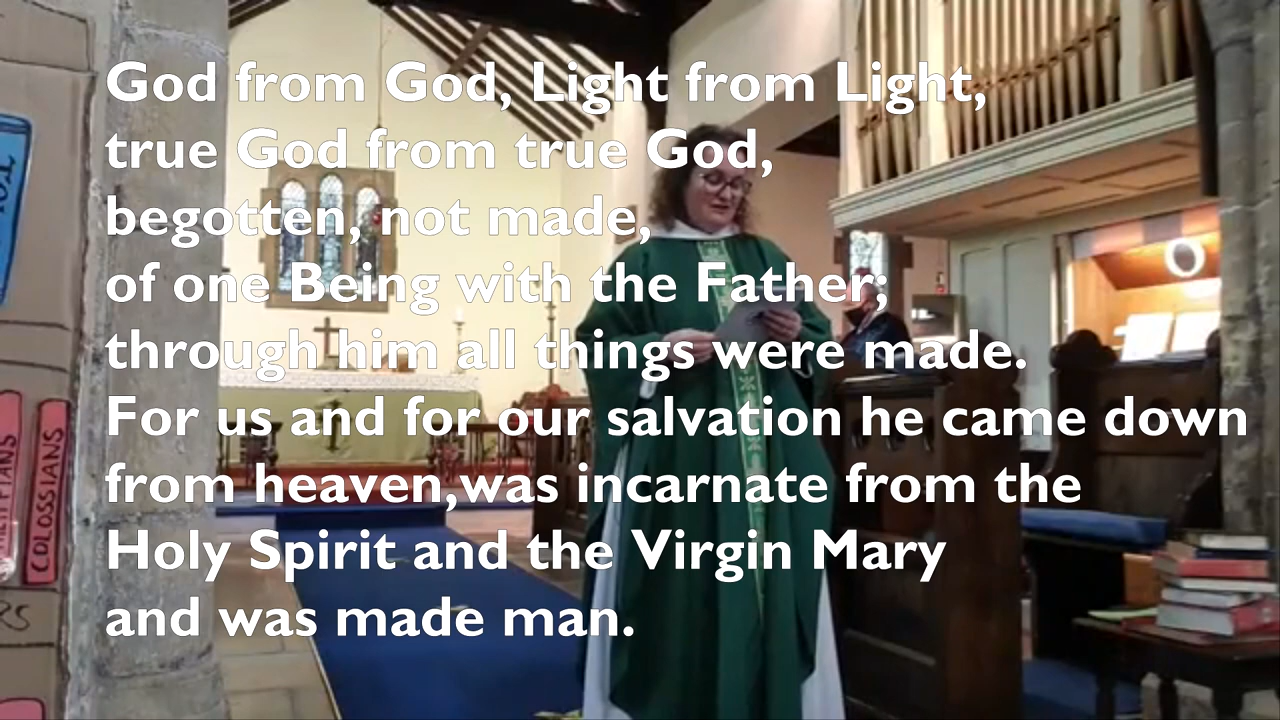 God from God, Light from Light,
true God from true God,
begotten, not made,
of one Being with the Father;
through him all things were made.
For us and for our salvation he came down
from heaven,was incarnate from the
Holy Spirit and the Virgin Mary
and was made man.
COLOSSIANS